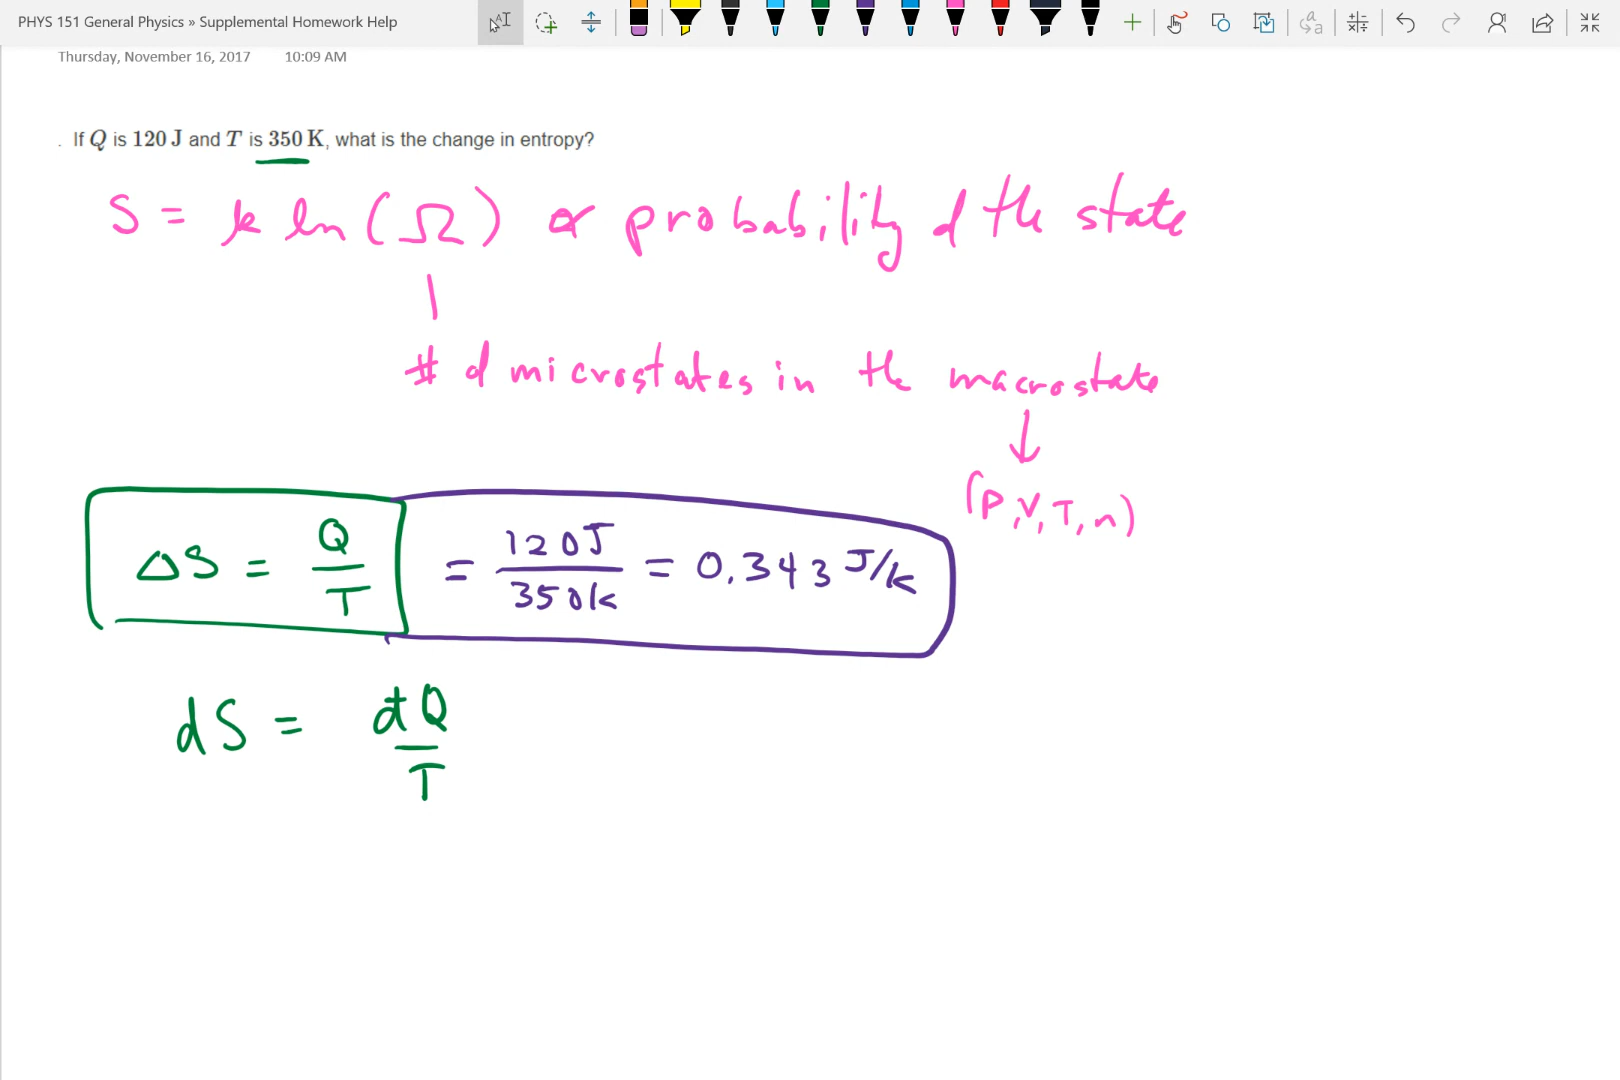 PHYS 151 General Physics » Supplemental Homework Help
Thursday, November 16, 2017 10:09 AM
. If Q is 120 J and T is 350 K, what is the change in entropy?
S = k ln(Ω) ∝ probability of the state
# of microstates in the macrostate
(P,V,T,n)
ΔS = Q/T = 120J/350K = 0.343 J/K
dS = dQ/T